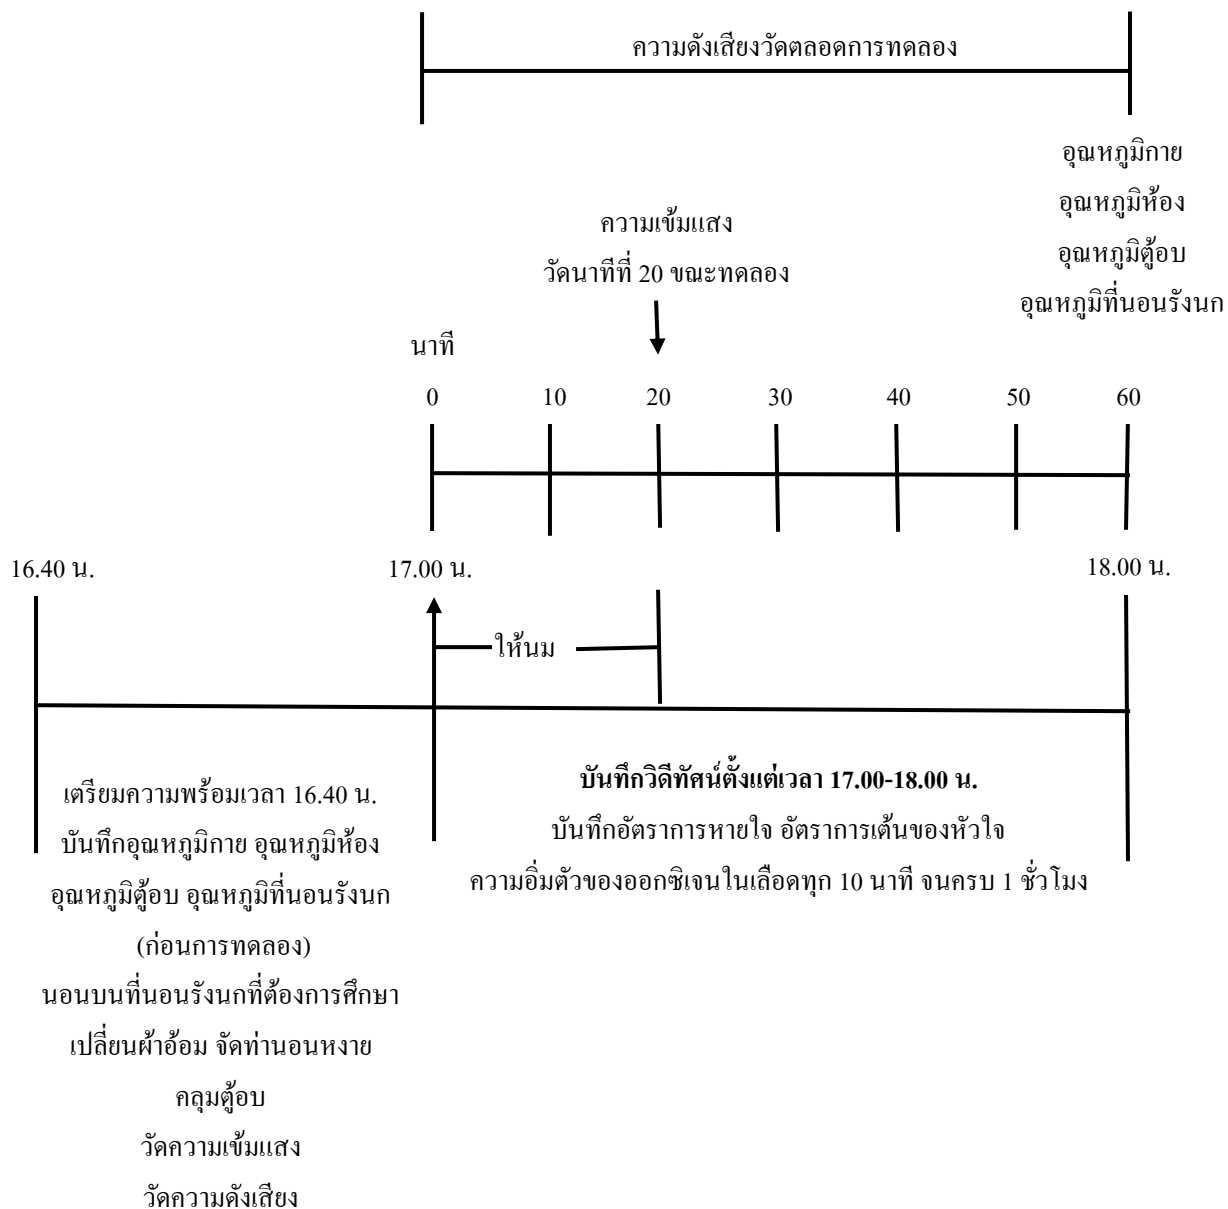 ความดังเสียงวัดตลอดการทดลอง
อุณหภูมิกาย
อุณหภูมิห้อง
อุณหภูมิตู้อบ
อุณหภูมิที่นอนรังนก
ความเข้มแสง
วัดนาทีที่ 20 ขณะทดลอง
นาที
0 10 20 30 40 50 60
16.40 น. 17.00 น. 18.00 น.
ให้นม
เตรียมความพร้อมเวลา 16.40 น.
บันทึกอุณหภูมิกาย อุณหภูมิห้อง
อุณหภูมิตู้อบ อุณหภูมิที่นอนรังนก
(ก่อนการทดลอง)
นอนบนที่นอนรังนกที่ต้องการศึกษา
เปลี่ยนผ้าอ้อม จัดท่านอนหงาย
คลุมตู้อบ
วัดความเข้มแสง
วัดความดังเสียง
บันทึกวิดีทัศน์ตั้งแต่เวลา 17.00-18.00 น.
บันทึกอัตราการหายใจ อัตราการเต้นของหัวใจ
ความอิ่มตัวของออกซิเจนในเลือดทุก 10 นาที จนครบ 1 ชั่วโมง